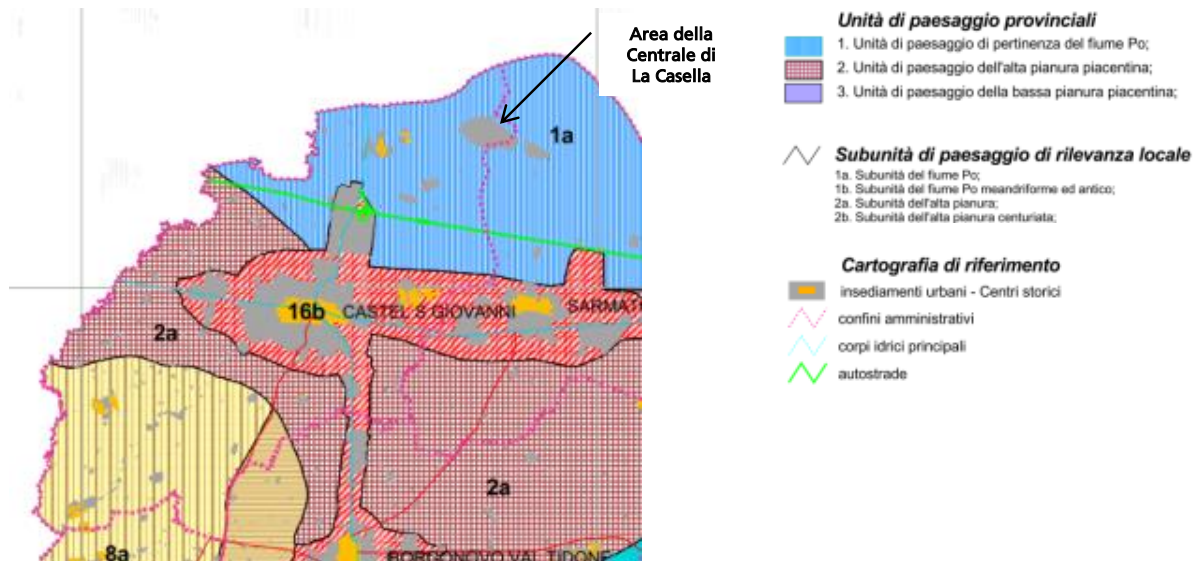 Area della
Centrale di
La Casella
1a
16b
CASTEL S GIOVANNI
SARMATO
2a
2a
8a
BORGONOVO VAL TIDONE
Unità di paesaggio provinciali
1. Unità di paesaggio di pertinenza del fiume Po;
2. Unità di paesaggio dell'alta pianura piacentina;
3. Unità di paesaggio della bassa pianura piacentina;
Subunità di paesaggio di rilevanza locale
1a. Subunità del fiume Po;
1b. Subunità del fiume Po meandriforme ed antico;
2a. Subunità dell'alta pianura;
2b. Subunità dell'alta pianura centuriata;
Cartografia di riferimento
insediamenti urbani - Centri storici
confini amministrativi
corpi idrici principali
autostrade